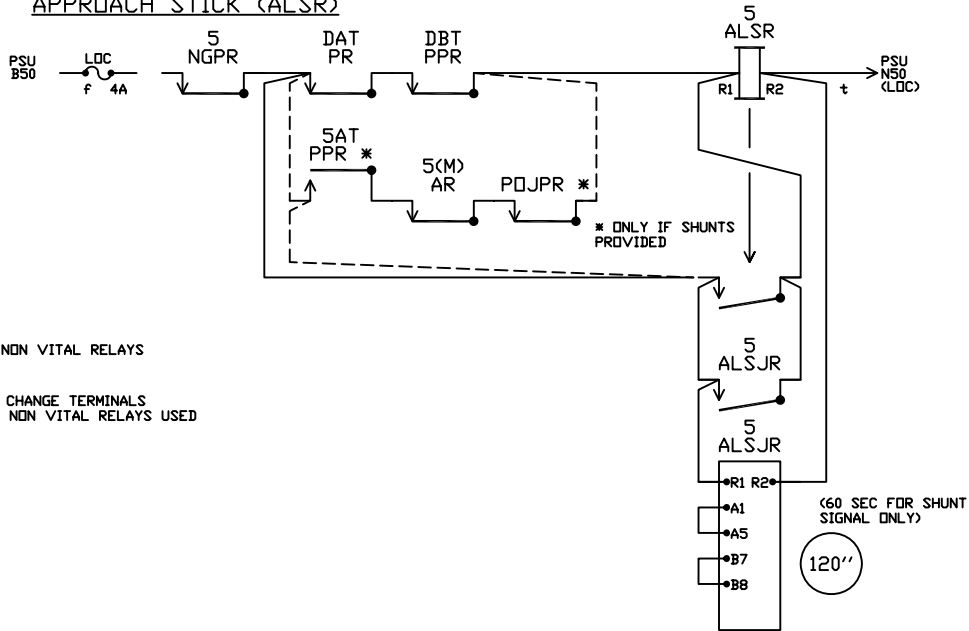 APPROACH STICK (ALSR)
5
ALSR
PSU
B50
LOC
f 4A
5
NGPR
DAT
PR
DBT
PPR
R1 R2
t
PSU
N50
(LOC)
5AT
PPR *
5(M)
AR
POJPR *
* ONLY IF SHUNTS
PROVIDED
NON VITAL RELAYS
5
ALSJR
CHANGE TERMINALS
NON VITAL RELAYS USED
5
ALSJR
R1 R2
A1
A5
B7
B8
(60 SEC FOR SHUNT
SIGNAL ONLY)
120''